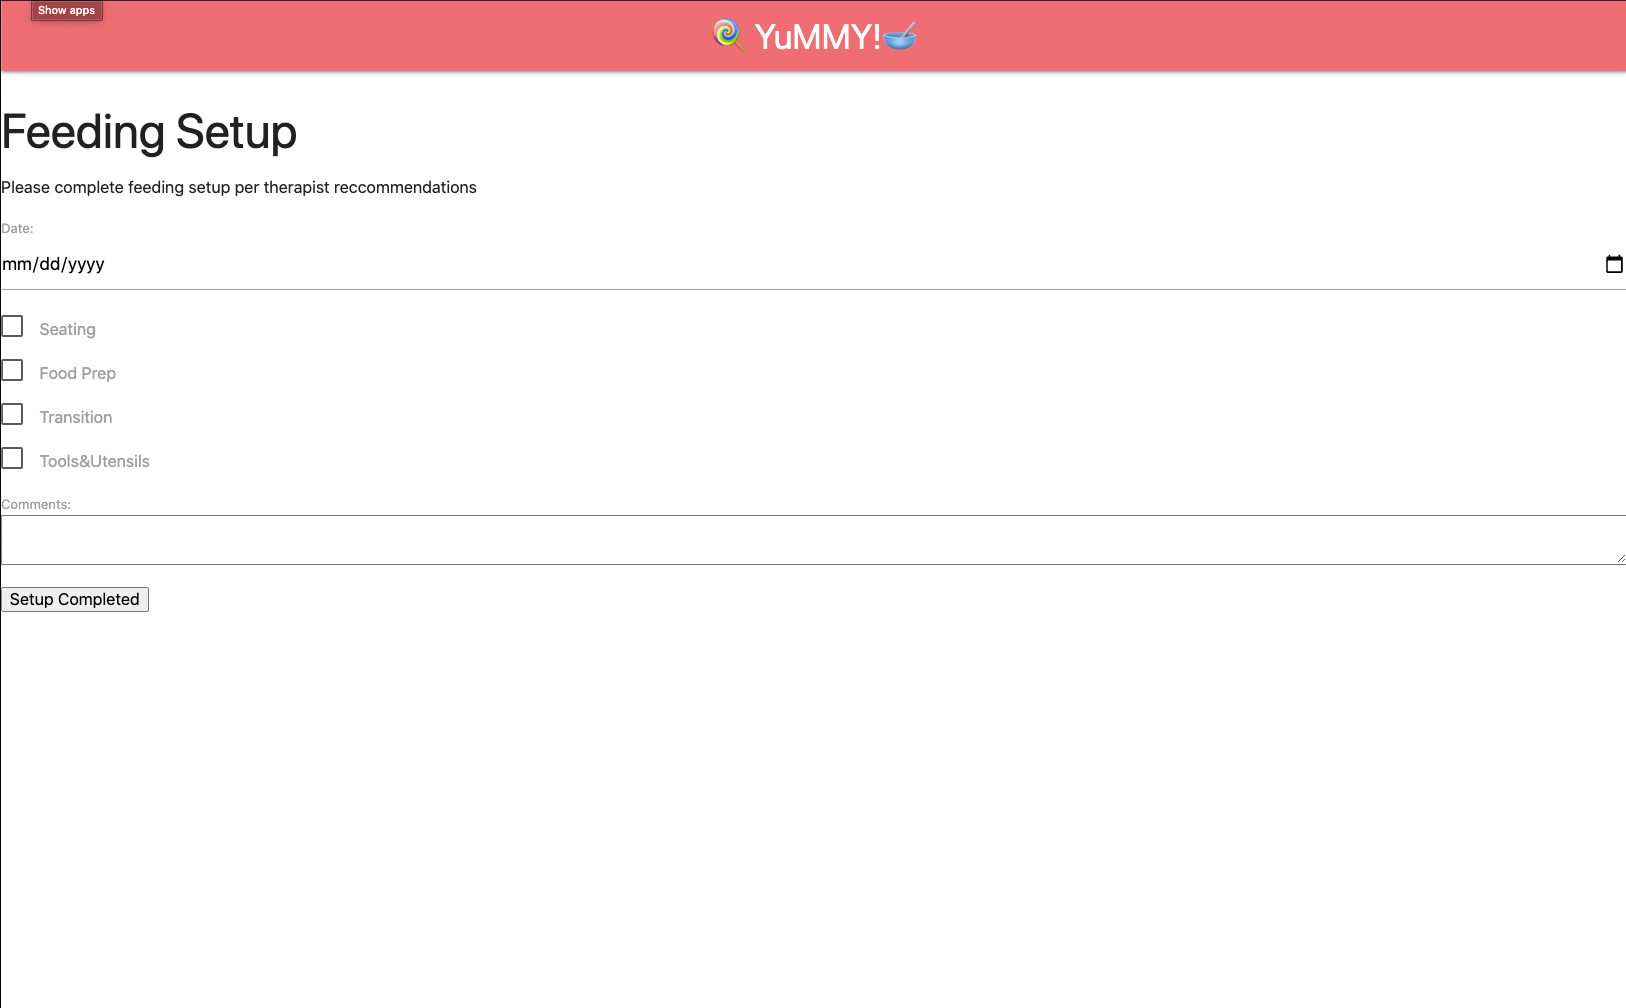 Show apps
YuMMY!
Feeding Setup
Please complete feeding setup per therapist reccommendations
Date:
mm/dd/yyyy
Seating
Food Prep
Transition
Tools&Utensils
Comments:
Setup Completed